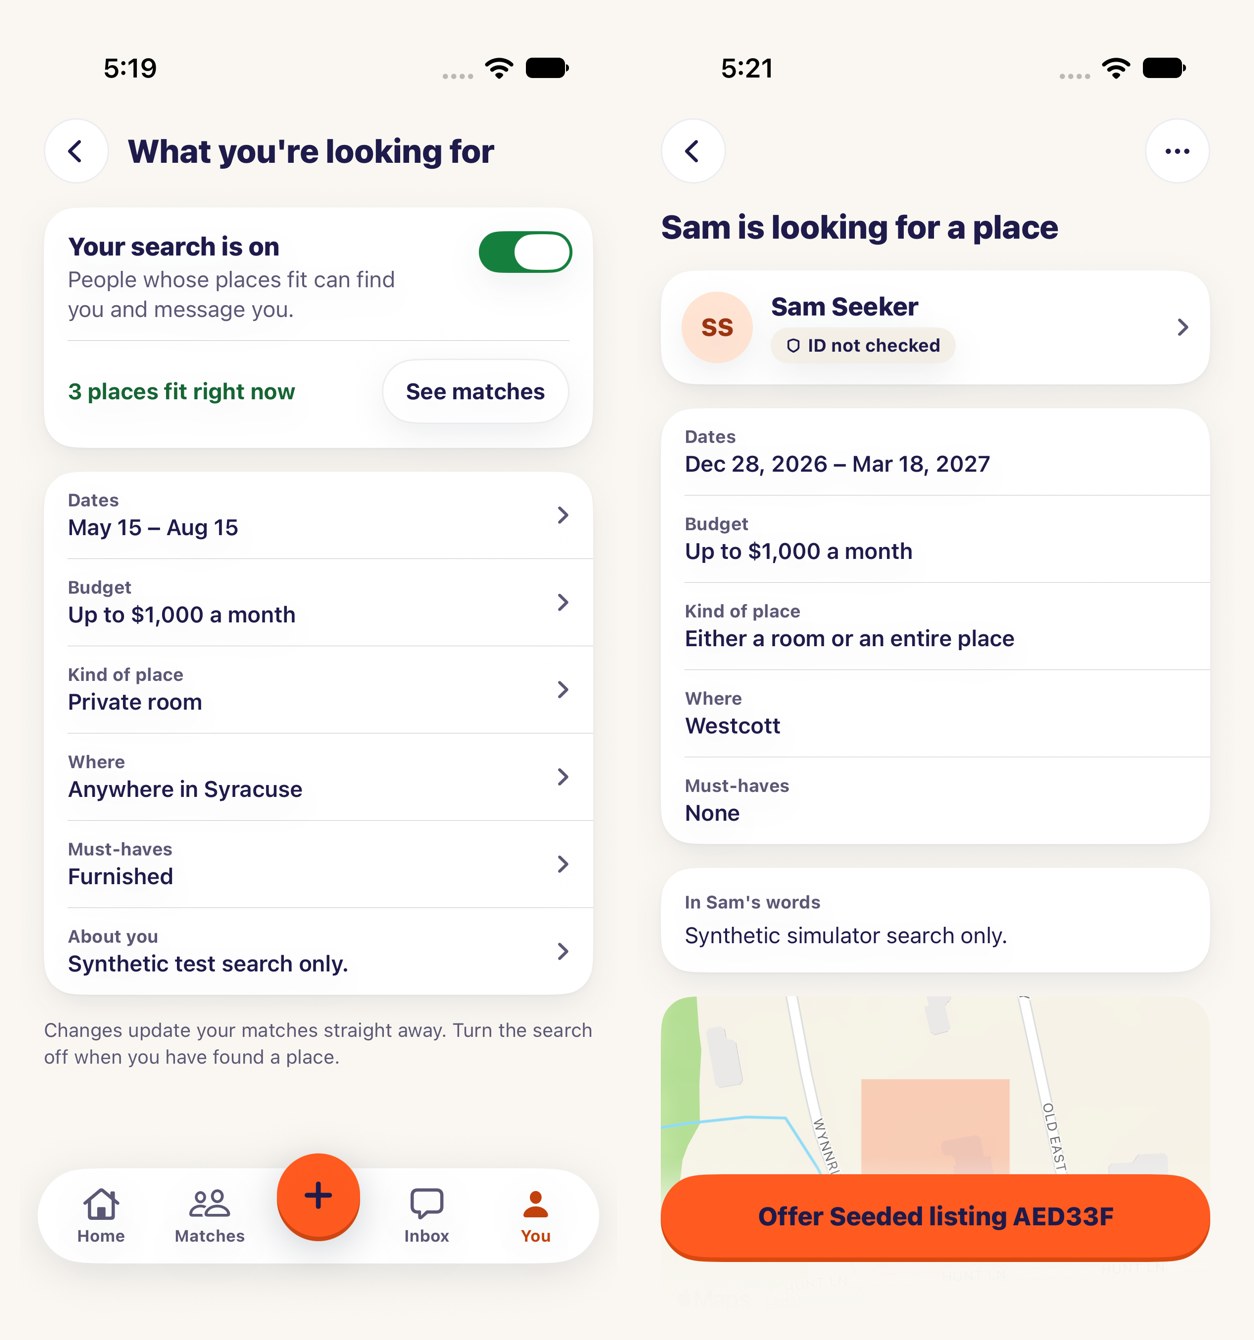 5:19
What you're looking for
Your search is on
People whose places fit can find
you and message you.
3 places fit right now
See matches
Dates
May 15 – Aug 15
Budget
Up to $1,000 a month
Kind of place
Private room
Where
Anywhere in Syracuse
Must-haves
Furnished
About you
Synthetic test search only.
Changes update your matches straight away. Turn the search
off when you have found a place.
Home
Matches
Inbox
You
5:21
Sam is looking for a place
SS
Sam Seeker
ID not checked
Dates
Dec 28, 2026 – Mar 18, 2027
Budget
Up to $1,000 a month
Kind of place
Either a room or an entire place
Where
Westcott
Must-haves
None
In Sam's words
Synthetic simulator search only.
OLD EAST
Offer Seeded listing AED33F